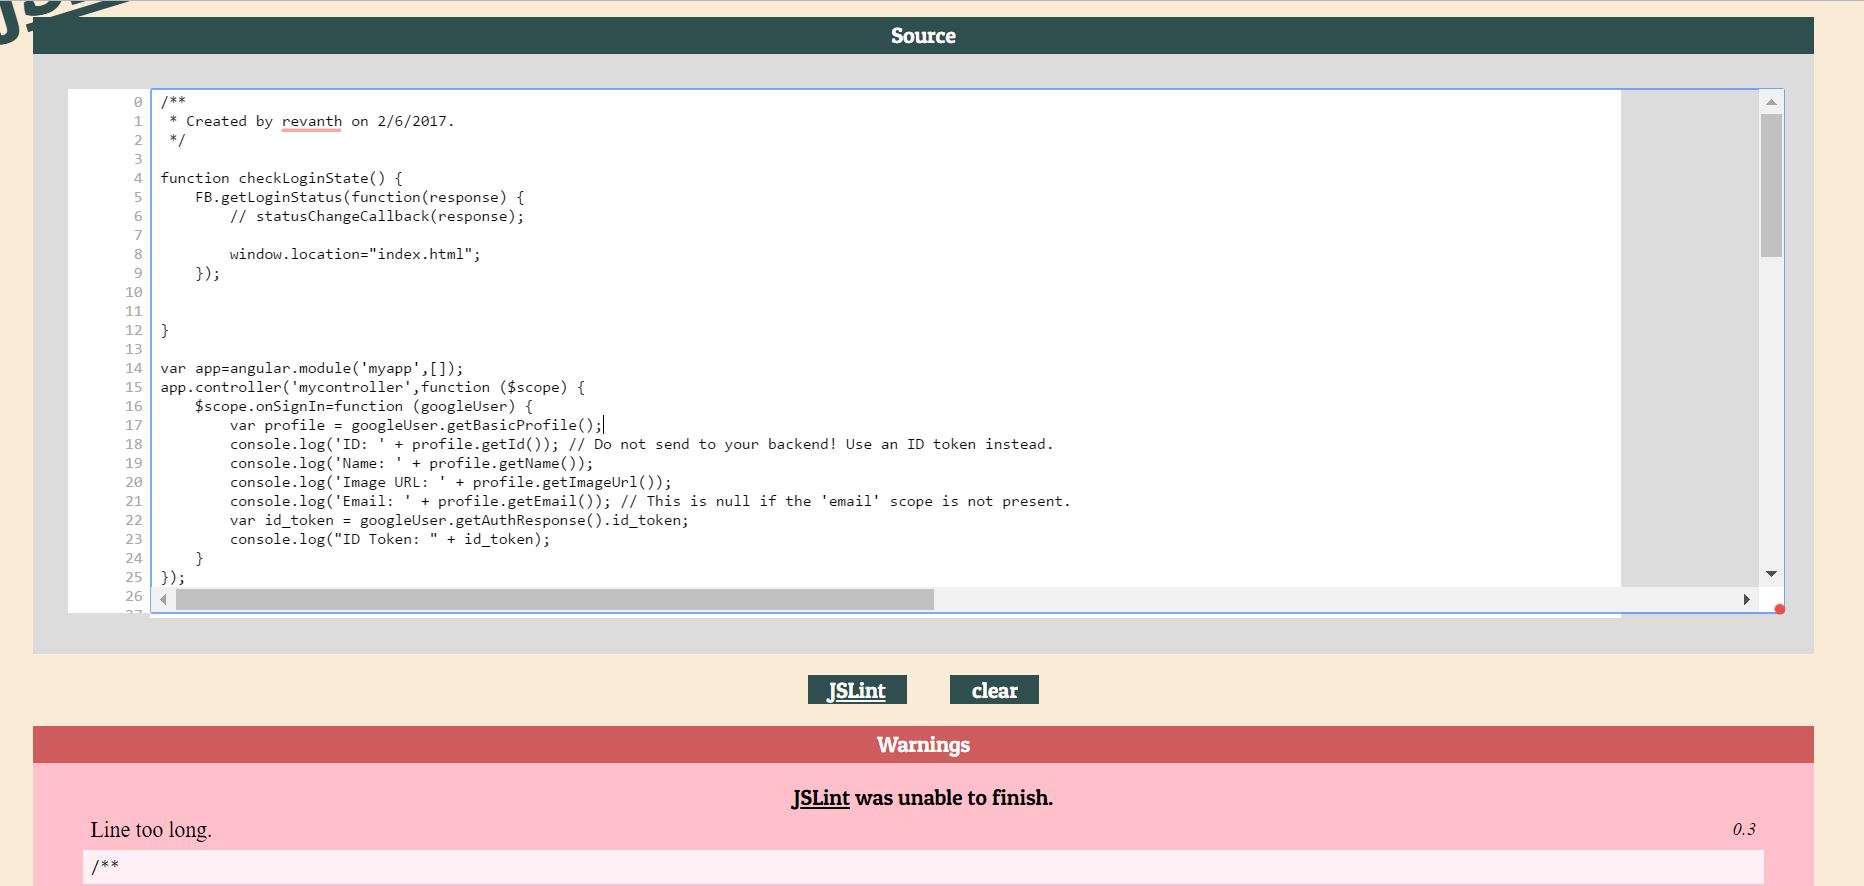 Source
0 /**
1  * Created by revanth on 2/6/2017.
2  */
3
4 function checkLoginState() {
5     FB.getLoginStatus(function(response) {
6         // statusChangeCallback(response);
7
8         window.location="index.html";
9     });
10
11
12 }
13
14 var app=angular.module('myapp',[]);
15 app.controller('mycontroller',function ($scope) {
16     $scope.onSignIn=function (googleUser) {
17         var profile = googleUser.getBasicProfile();
18         console.log('ID: ' + profile.getId()); // Do not send to your backend! Use an ID token instead.
19         console.log('Name: ' + profile.getName());
20         console.log('Image URL: ' + profile.getImageUrl());
21         console.log('Email: ' + profile.getEmail()); // This is null if the 'email' scope is not present.
22         var id_token = googleUser.getAuthResponse().id_token;
23         console.log("ID Token: " + id_token);
24     }
25 });
26
JSLint clear
Warnings
JSLint was unable to finish.
Line too long. 0.3
/**